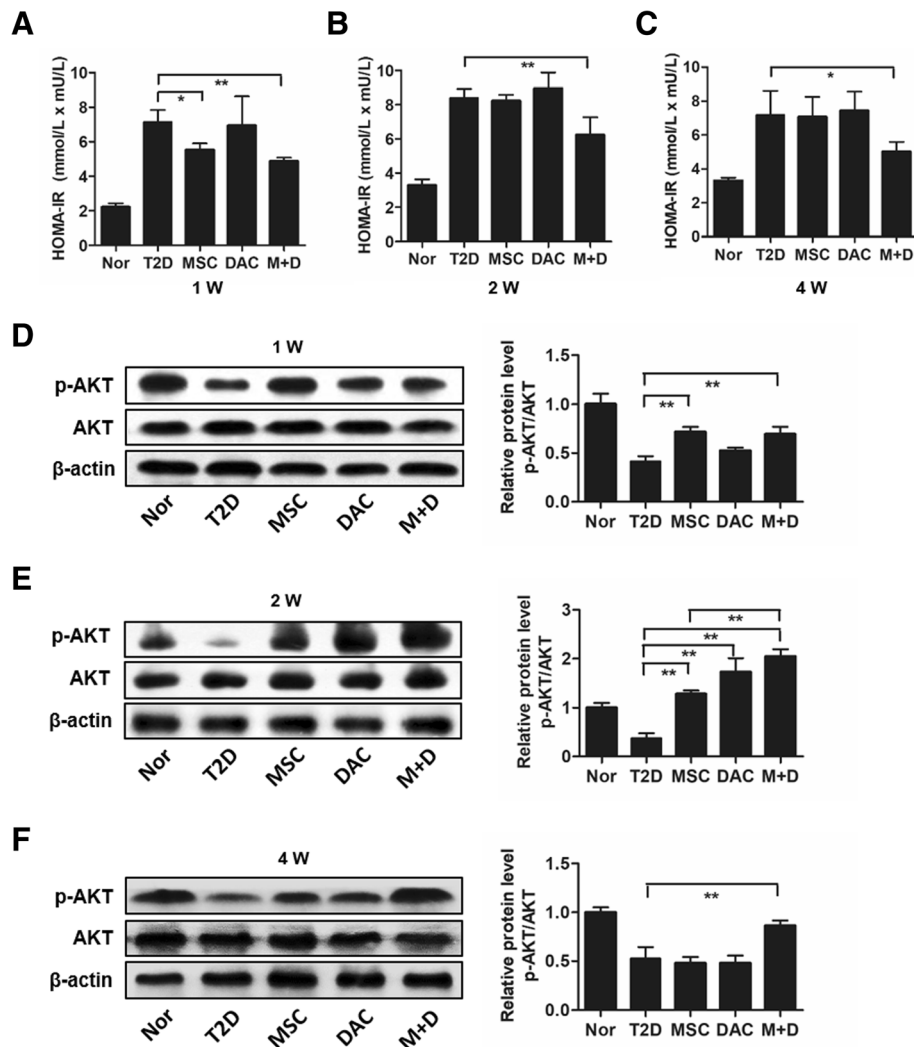 A
B
C
HOMA-IR (mmol/L x mU/L)
10
8
6
4
2
0
**
*
Nor T2D MSC DAC M+D
1 W
HOMA-IR (mmol/L x mU/L)
10
8
6
4
2
0
**
Nor T2D MSC DAC M+D
2 W
HOMA-IR (mmol/L x mU/L)
10
8
6
4
2
0
*
Nor T2D MSC DAC M+D
4 W
D
1 W
p-AKT
AKT
β-actin
Nor T2D MSC DAC M+D
Relative protein level
p-AKT/AKT
1.5
1.0
0.5
0.0
**
**
Nor T2D MSC DAC M+D
E
2 W
p-AKT
AKT
β-actin
Nor T2D MSC DAC M+D
Relative protein level
p-AKT/AKT
3
2
1
0
**
**
**
**
Nor T2D MSC DAC M+D
F
4 W
p-AKT
AKT
β-actin
Nor T2D MSC DAC M+D
Relative protein level
p-AKT/AKT
1.5
1.0
0.5
0.0
**
Nor T2D MSC DAC M+D